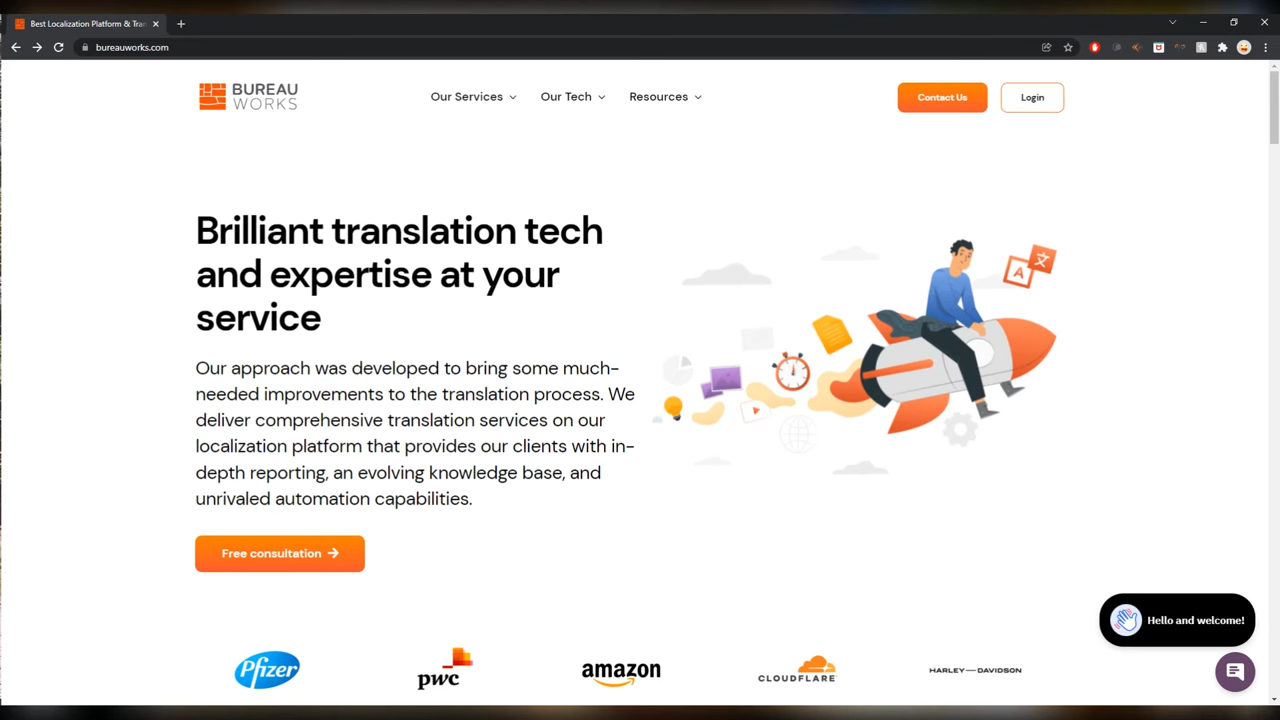 Best Localization Platform & Tran
bureauworks.com
BUREAU
WORKS
Our Services
Our Tech
Resources
Contact Us
Login
Brilliant translation tech
and expertise at your
service
Our approach was developed to bring some much-
needed improvements to the translation process. We
deliver comprehensive translation services on our
localization platform that provides our clients with in-
depth reporting, an evolving knowledge base, and
unrivaled automation capabilities.
Free consultation →
A 文
Hello and welcome!
Pfizer
pwc
amazon
CLOUDFLARE
HARLEY-DAVIDSON